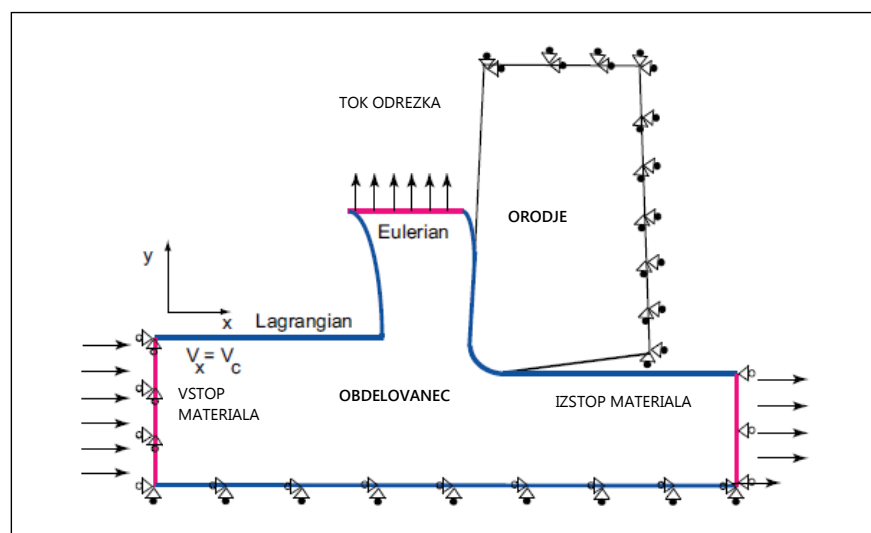 TOK ODREZKA
ORODJE
Eulerian
y
x
Lagrangian
Vx = Vc
VSTOP
MATERIALA
OBDELOVANEC
IZSTOP MATERIALA